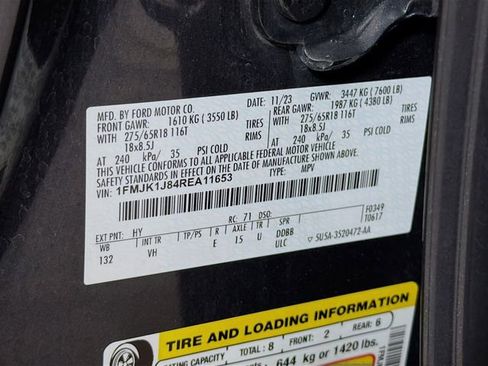 MFD. BY FORD MOTOR CO.
DATE: 11/23 GVWR: 3447 KG (7600 LB)
FRONT GAWR: 1610 KG (3550 LB) REAR GAWR: 1987 KG (4380 LB)
WITH 275/65R18 116T TIRES WITH 275/65R18 116T TIRES
18x8.5J RIMS 18x8.5J RIMS
AT 240 kPa/ 35 PSI COLD AT 240 kPa/ 35 PSI COLD
THIS VEHICLE CONFORMS TO ALL APPLICABLE FEDERAL MOTOR VEHICLE
SAFETY STANDARDS IN EFFECT ON THE DATE OF MANUFACTURE SHOWN ABOVE.
VIN: 1FMJK1J84REA11653 TYPE: MPV
F0349
T0617
EXT PNT: HY RC: 71 DSO:
WB INT TR TP/PS R AXLE TR SPR
132 VH E 15 U DDBB
ULC 5U5A-3520472-AA
TIRE AND LOADING INFORMATION
SEATING CAPACITY TOTAL: 8 FRONT: 2 REAR: 6
644 kg or 1420 lbs.